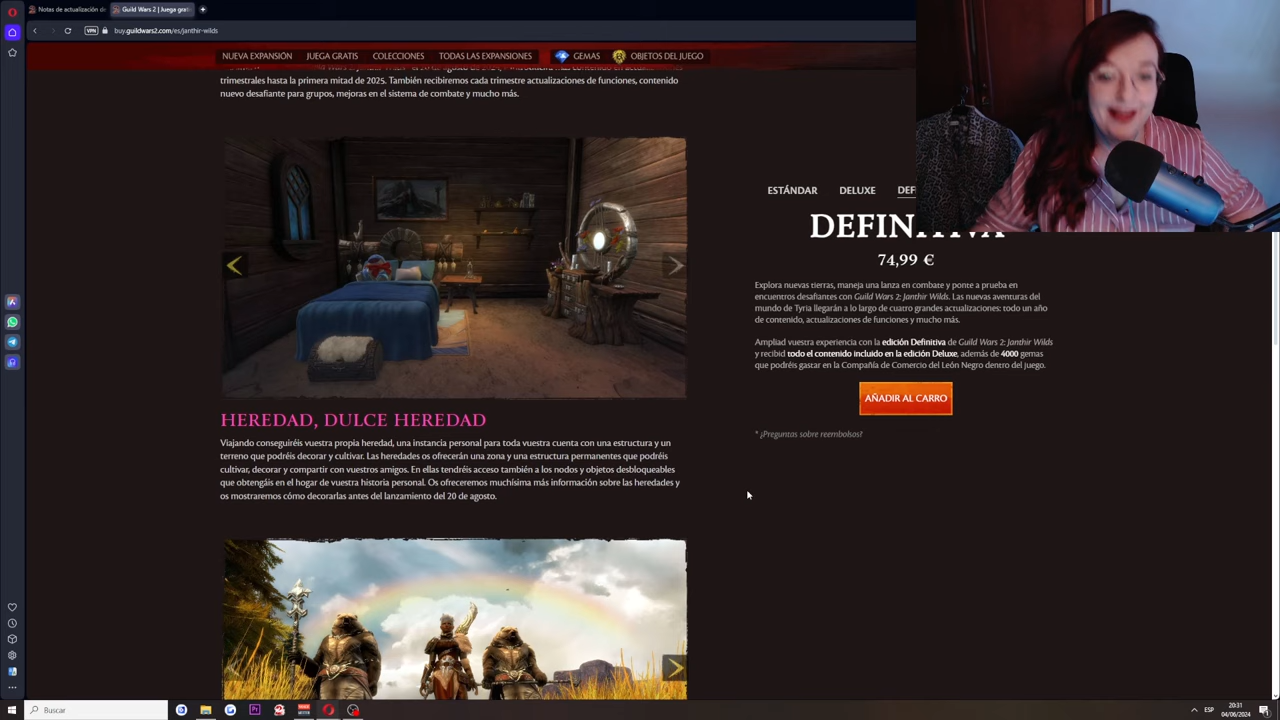 Notas de actualización de
Guild Wars 2 | Juega grat
VPN
buy.guildwars2.com/es/janthir-wilds
NUEVA EXPANSIÓN JUEGA GRATIS COLECCIONES TODAS LAS EXPANSIONES GEMAS OBJETOS DEL JUEGO
trimestrales hasta la primera mitad de 2025. También recibiremos cada trimestre actualizaciones de funciones, contenido
nuevo desafiante para grupos, mejoras en el sistema de combate y mucho más.
HEREDAD, DULCE HEREDAD
Viajando conseguiréis vuestra propia heredad, una instancia personal para toda vuestra cuenta con una estructura y un
terreno que podréis decorar y cultivar. Las heredades os ofrecerán una zona y una estructura permanentes que podréis
cultivar, decorar y compartir con vuestros amigos. En ellas tendréis acceso también a los nodos y objetos desbloqueables
que obtengáis en el hogar de vuestra historia personal. Os ofreceremos muchísima más información sobre las heredades y
os mostraremos cómo decorarlas antes del lanzamiento del 20 de agosto.
ESTÁNDAR DELUXE DEF
DEFINITIVA
74,99 €
Explora nuevas tierras, maneja una lanza en combate y ponte a prueba en
encuentros desafiantes con Guild Wars 2: Janthir Wilds. Las nuevas aventuras del
mundo de Tyria llegarán a lo largo de cuatro grandes actualizaciones: todo un año
de contenido, actualizaciones de funciones y mucho más.
Ampliad vuestra experiencia con la edición Definitiva de Guild Wars 2: Janthir Wilds
y recibid todo el contenido incluido en la edición Deluxe, además de 4000 gemas
que podréis gastar en la Compañía de Comercio del León Negro dentro del juego.
AÑADIR AL CARRO
* ¿Preguntas sobre reembolsos?
Buscar
ESP
20:31
04/06/2024